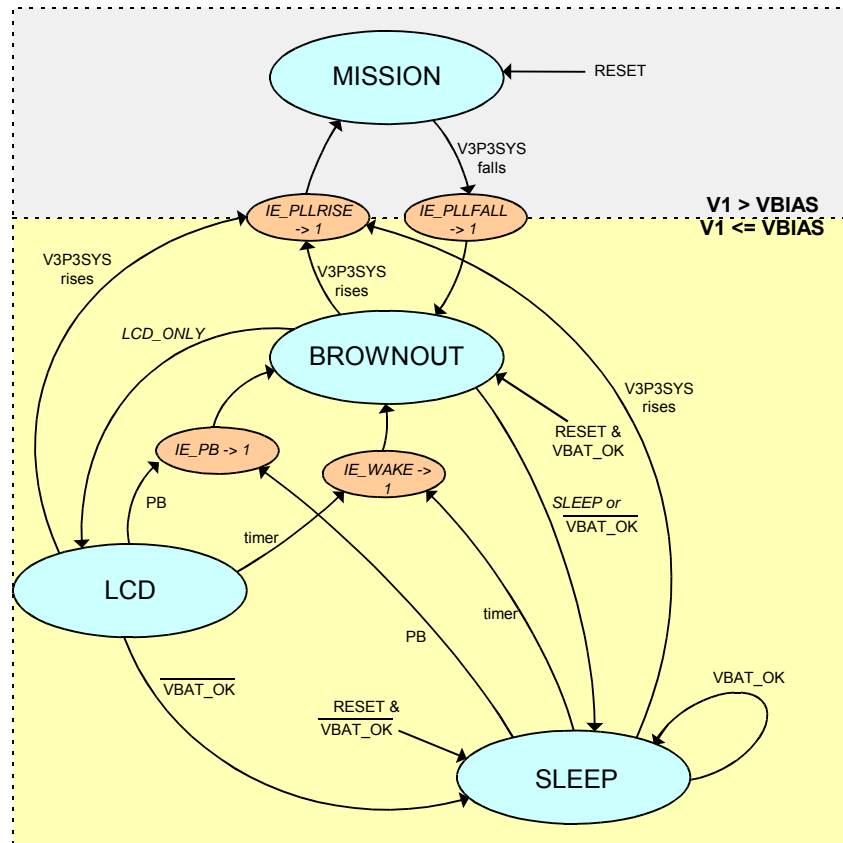 MISSION
RESET
V3P3SYS
falls
IE_PLLRISE
-> 1
IE_PLLFALL
-> 1
V1 > VBIAS
V1 <= VBIAS
V3P3SYS
rises
V3P3SYS
rises
LCD_ONLY
BROWNOUT
V3P3SYS
rises
RESET &
VBAT_OK
IE_PB -> 1
IE_WAKE ->
1
PB
timer
SLEEP or
VBAT_OK
LCD
timer
PB
VBAT_OK
VBAT_OK
RESET &
VBAT_OK
SLEEP